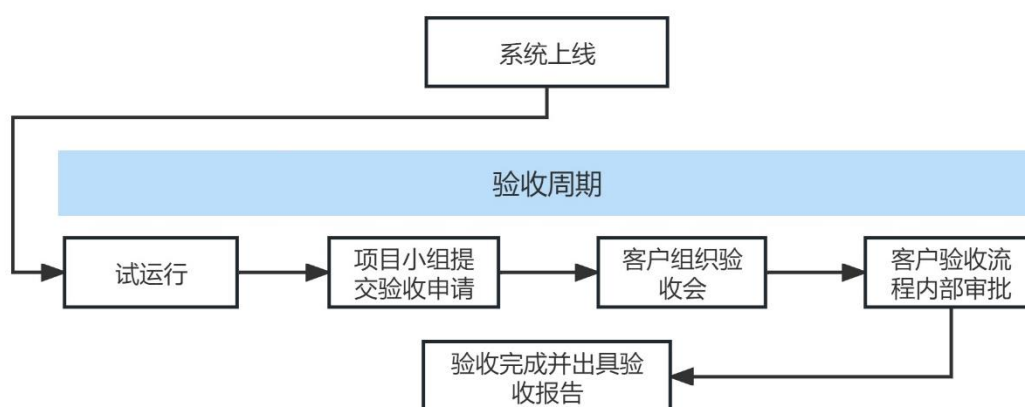 系统上线
验收周期
试运行
项目小组提
交验收申请
客户组织验
收会
客户验收流
程内部审批
验收完成并出具验
收报告